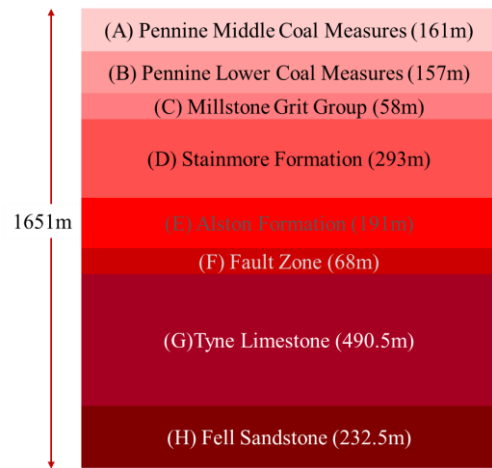 (A) Pennine Middle Coal Measures (161m)
(B) Pennine Lower Coal Measures (157m)
(C) Millstone Grit Group (58m)
(D) Stainmore Formation (293m)
1651m
(E) Alston Formation (191m)
(F) Fault Zone (68m)
(G)Tyne Limestone (490.5m)
(H) Fell Sandstone (232.5m)